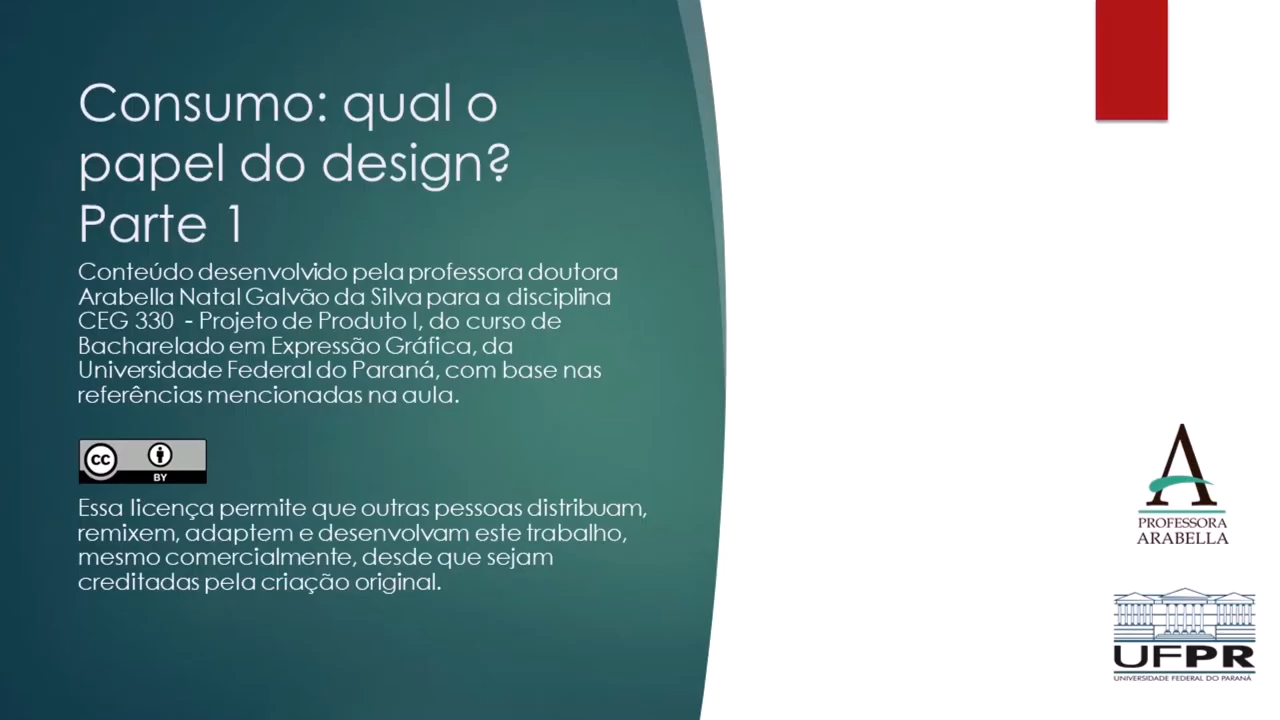 Consumo: qual o
papel do design?
Parte 1
Conteúdo desenvolvido pela professora doutora
Arabella Natal Galvão da Silva para a disciplina
CEG 330 - Projeto de Produto I, do curso de
Bacharelado em Expressão Gráfica, da
Universidade Federal do Paraná, com base nas
referências mencionadas na aula.
cc
BY
Essa licença permite que outras pessoas distribuam,
remixem, adaptem e desenvolvam este trabalho,
mesmo comercialmente, desde que sejam
creditadas pela criação original.
A
PROFESSORA
ARABELLA
UFPR
UNIVERSIDADE FEDERAL DO PARANÁ